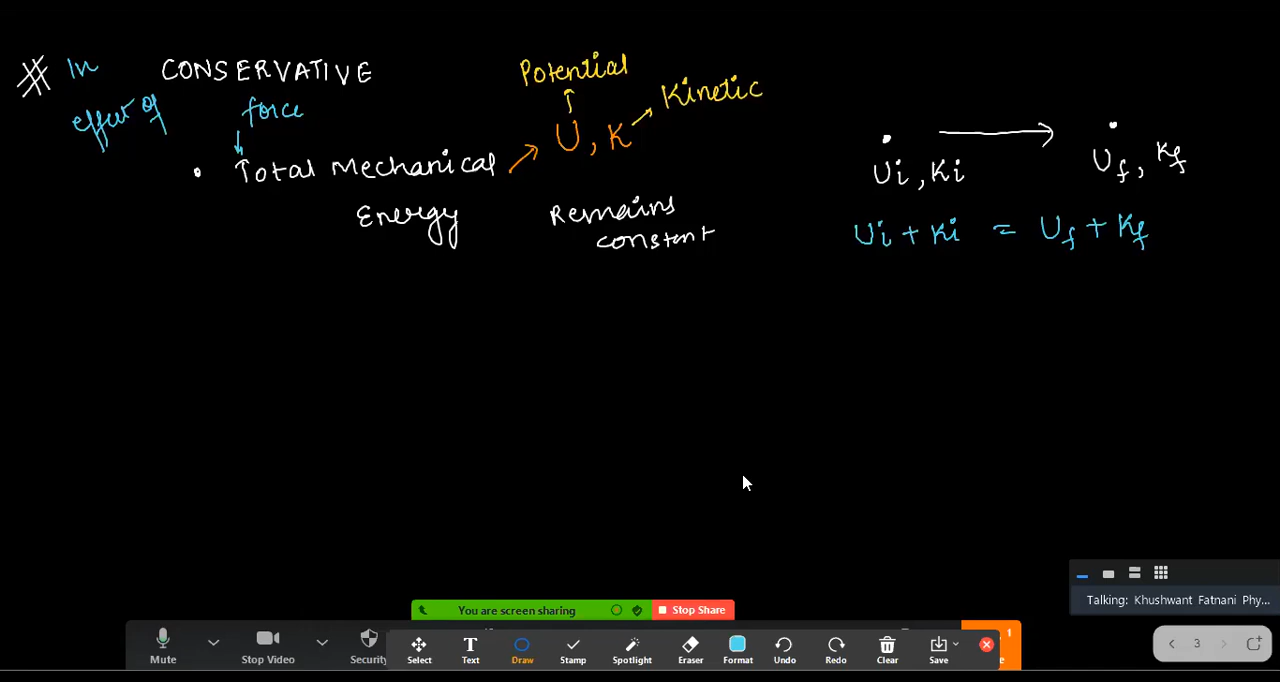 In CONSERVATIVE
effect of force
Potential
Kinetic
U, K
Total Mechanical
Energy Remains
constant
Ui, Ki Uf, Kf
Ui + Ki = Uf + Kf
You are screen sharing Stop Share
Talking: Khushwant Fatnani Phy...
Mute Stop Video Security
Select Text Draw Stamp Spotlight Eraser Format Undo Redo Clear Save
1
3